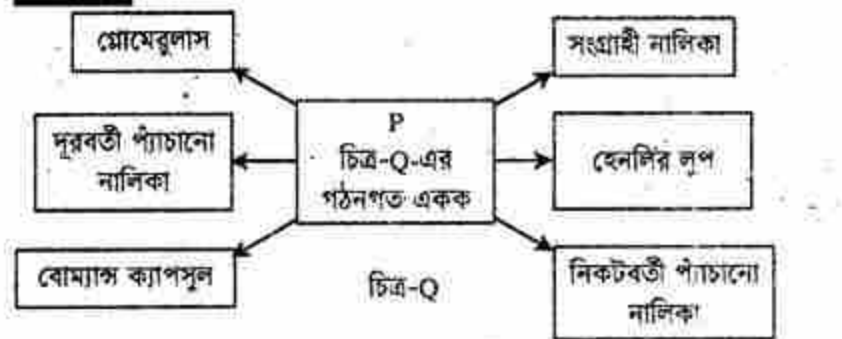 গ্লোমেরুলাস
সংগ্রাহী নালিকা
দূরবর্তী প্যাঁচানো
নালিকা
P
চিত্র-Q-এর
গঠনগত একক
হেনলির লুপ
বোম্যান্স ক্যাপসুল
চিত্র-Q
নিকটবর্তী প্যাঁচানো
নালিকা